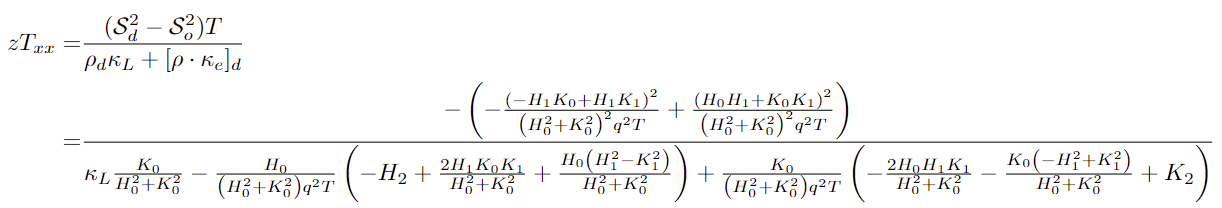 zT_{xx} = \frac{(\mathcal{S}_d^2 - \mathcal{S}_o^2)T}{\rho_d \kappa_L + [\rho \cdot \kappa_e]_d}
= \frac{-\left(-\frac{(-H_1 K_0 + H_1 K_1)^2}{(H_0^2 + K_0^2)^2 q^2 T} + \frac{(H_0 H_1 + K_0 K_1)^2}{(H_0^2 + K_0^2)^2 q^2 T}\right)}{\kappa_L \frac{K_0}{H_0^2 + K_0^2} - \frac{H_0}{(H_0^2 + K_0^2) q^2 T}\left(-H_2 + \frac{2H_1 K_0 K_1}{H_0^2 + K_0^2} + \frac{H_0(H_1^2 - K_1^2)}{H_0^2 + K_0^2}\right) + \frac{K_0}{(H_0^2 + K_0^2) q^2 T}\left(-\frac{2H_0 H_1 K_1}{H_0^2 + K_0^2} - \frac{K_0(-H_1^2 + K_1^2)}{H_0^2 + K_0^2} + K_2\right)}